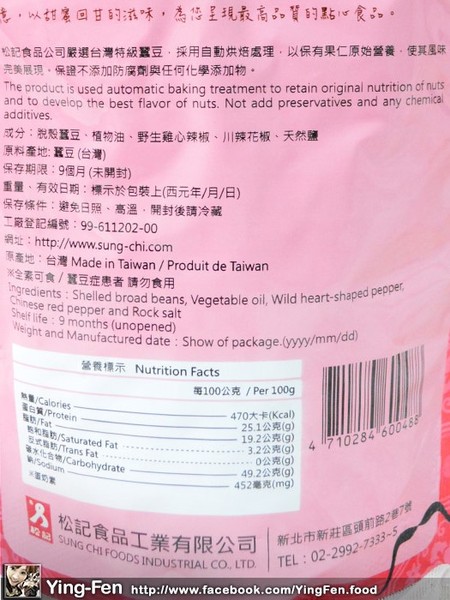 意，以甜裏回甘的滋味，為您呈現最高品質的點心食品。
松記食品公司嚴選台灣特級蠶豆，採用自動烘焙處理，以保有果仁原始營養，使其風味
完美展現。保證不添加防腐劑與任何化學添加物。
The product is used automatic baking treatment to retain original nutrition of nuts
and to develop the best flavor of nuts. Not add preservatives and any chemical
additives.
成分：脫殼蠶豆、植物油、野生雞心辣椒、川辣花椒、天然鹽
原料產地: 蠶豆 (台灣)
保存期限：9個月 (未開封)
重量、有效日期：標示於包裝上(西元年/月/日)
保存條件：避免日照、高溫，開封後請冷藏
工廠登記編號：99-611202-00
網址：http://www.sung-chi.com
原產地：台灣 Made in Taiwan / Produit de Taiwan
※全素可食 / 蠶豆症患者 請勿食用
Ingredients：Shelled broad beans, Vegetable oil, Wild heart-shaped pepper,
Chinese red pepper and Rock salt
Shelf life：9 months (unopened)
Weight and Manufactured date：Show of package.(yyyy/mm/dd)
營養標示 Nutrition Facts
每100公克 / Per 100g
熱量/Calories 470大卡(Kcal)
蛋白質/Protein 25.1公克(g)
脂肪/Fat 19.2公克(g)
飽和脂肪/Saturated Fat 3.2公克(g)
反式脂肪/Trans Fat 0公克(g)
碳水化合物/Carbohydrate 49.2公克(g)
鈉/Sodium 452毫克(mg)
※蛋奶素
4 710284 600488
松記
松記食品工業有限公司
SUNG CHI FOODS INDUSTRIAL CO., LTD.
新北市新莊區頭前路2巷7號
TEL：02-2992-7333~5
Ying-Fen http://www.facebook.com/YingFen.food